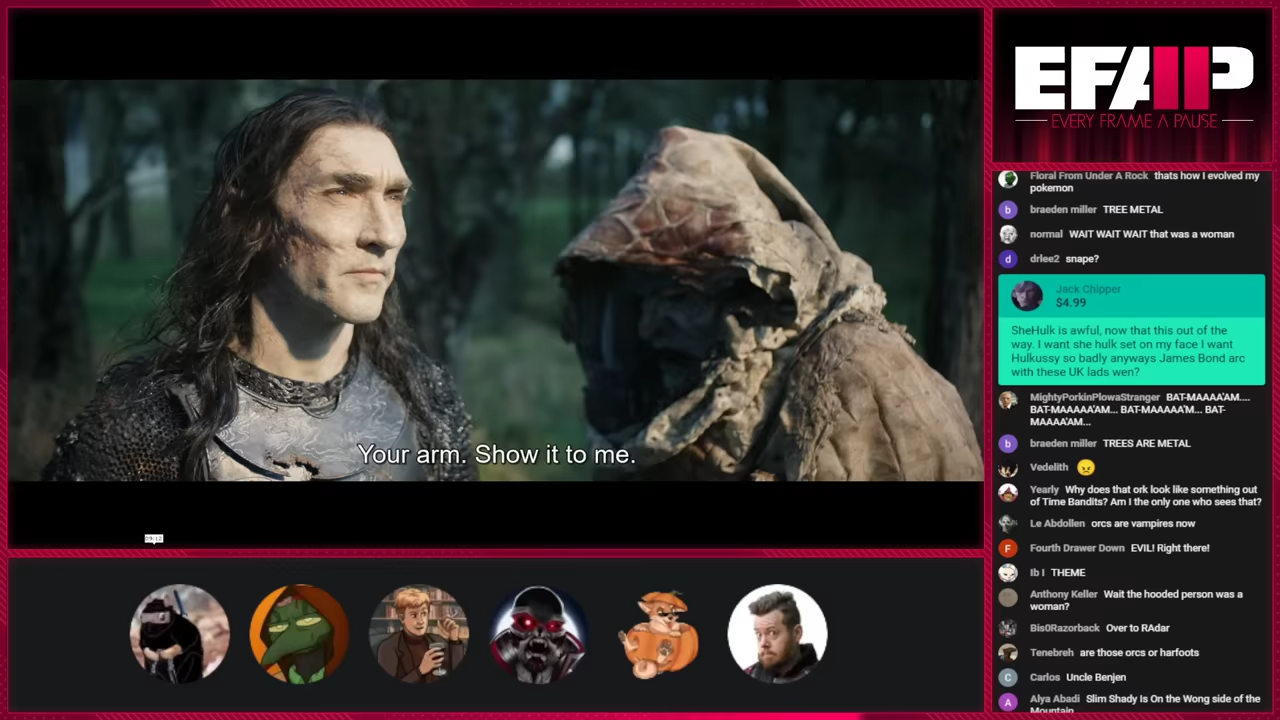 EFAP
EVERY FRAME A PAUSE
Floral From Under A Rock thats how I evolved my
pokemon
b braeden miller TREE METAL
normal WAIT WAIT WAIT that was a woman
d drlee2 snape?
Jack Chipper
$4.99
SheHulk is awful, now that this out of the
way. I want she hulk set on my face I want
Hulkussy so badly anyways James Bond arc
with these UK lads wen?
MightyPorkinPlowaStranger BAT-MAAAA'AM....
BAT-MAAAAA'AM... BAT-MAAAAA'M... BAT-
MAAAA'AM...
b braeden miller TREES ARE METAL
Vedelith
Yearly Why does that ork look like something out
of Time Bandits? Am I the only one who sees that?
Le Abdollen orcs are vampires now
F Fourth Drawer Down EVIL! Right there!
Ib I THEME
Anthony Keller Wait the hooded person was a
woman?
Bis0Razorback Over to RAdar
Tenebreh are those orcs or harfoots
C Carlos Uncle Benjen
A Alya Abadi Slim Shady Is On the Wong side of the
Mountain
Your arm. Show it to me.
09:12